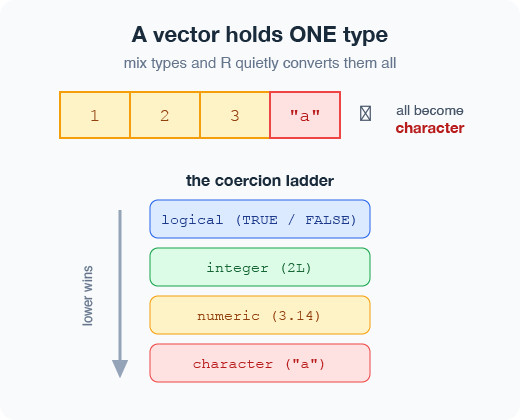 A vector holds ONE type
mix types and R quietly converts them all
1 2 3 "a"
all become
character
the coercion ladder
logical (TRUE / FALSE)
integer (2L)
numeric (3.14)
character ("a")
lower wins